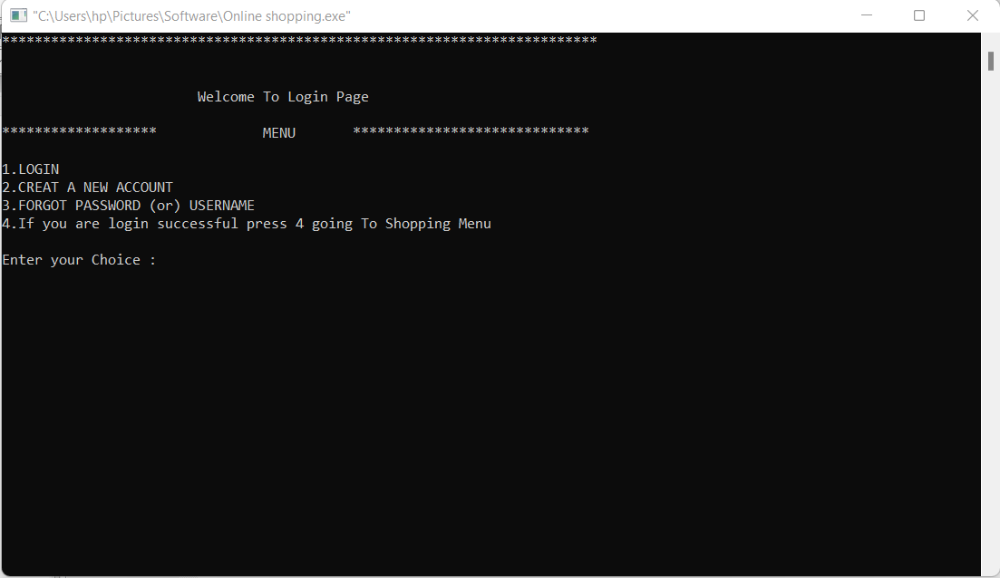 "C:\Users\hp\Pictures\Software\Online shopping.exe"
*************************************************************************
Welcome To Login Page
******************* MENU *****************************
1.LOGIN
2.CREAT A NEW ACCOUNT
3.FORGOT PASSWORD (or) USERNAME
4.If you are login successful press 4 going To Shopping Menu
Enter your Choice :